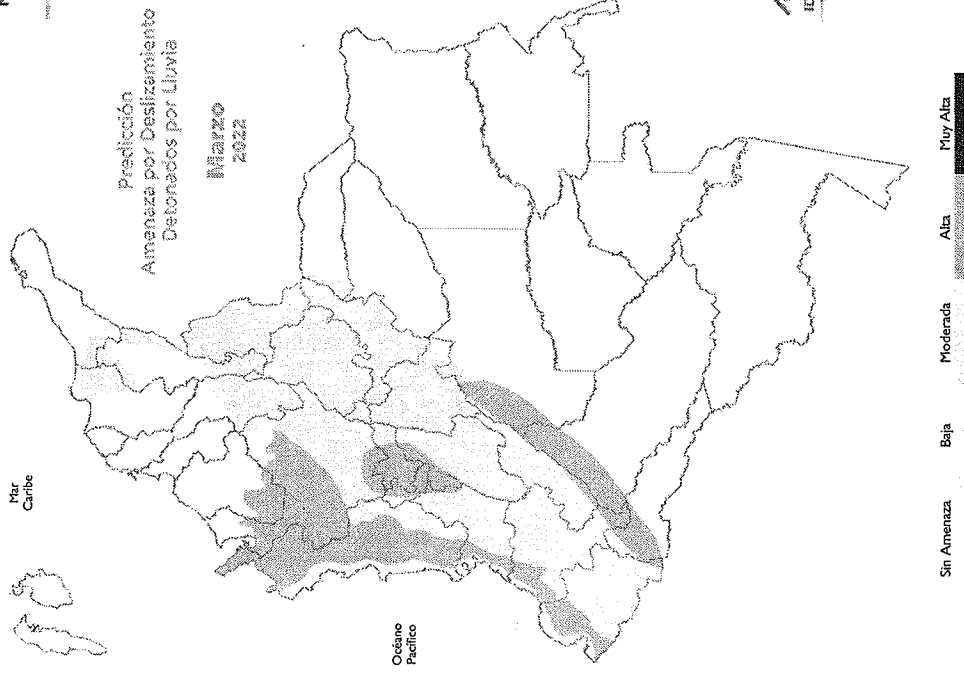 Predicción
Amenaza por Deslizamiento
Detonados por Lluvia
Marzo
2022
Mar
Caribe
Océano
Pacífico
Sin Amenaza
Baja
Moderada
Alta
Muy Alta